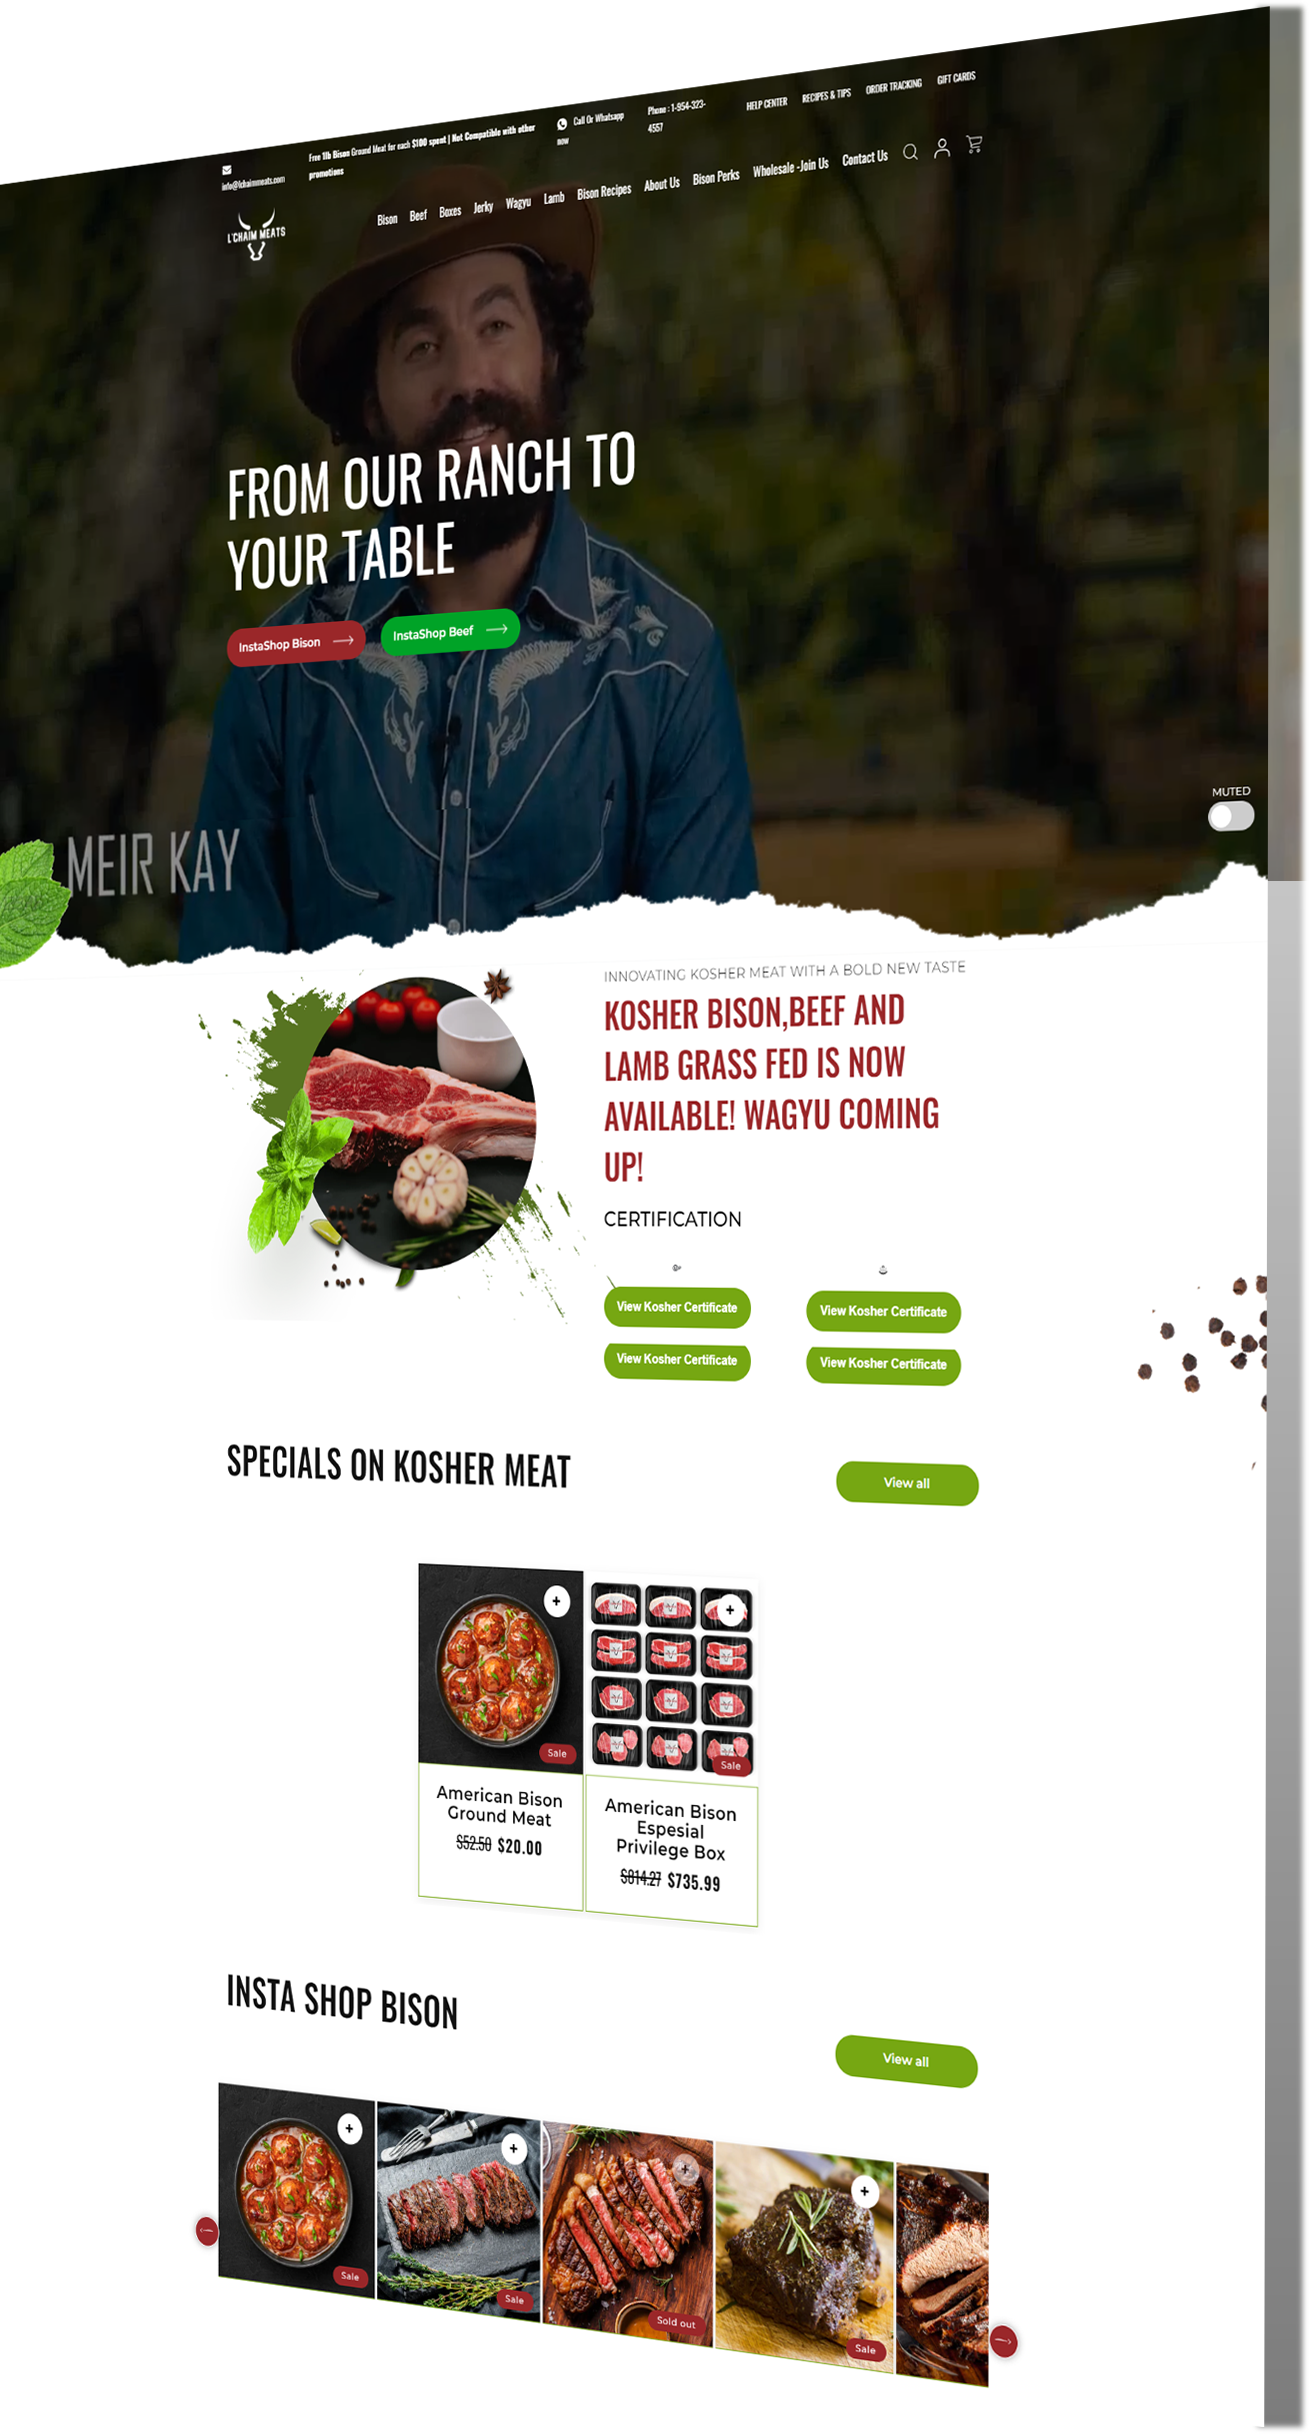 info@lchaimmeats.com
Free 1lb Bison Ground Meat for each $100 spent | Not Compatible with other
promotions
Call Or Whatsapp
now
Phone : 1-954-323-
4557
HELP CENTER
RECIPES & TIPS
ORDER TRACKING
GIFT CARDS
L'CHAIM MEATS
Bison
Beef
Boxes
Jerky
Wagyu
Lamb
Bison Recipes
About Us
Bison Perks
Wholesale -Join Us
Contact Us
FROM OUR RANCH TO
YOUR TABLE
InstaShop Bison
InstaShop Beef
MUTED
MEIR KAY
INNOVATING KOSHER MEAT WITH A BOLD NEW TASTE
KOSHER BISON,BEEF AND
LAMB GRASS FED IS NOW
AVAILABLE! WAGYU COMING
UP!
CERTIFICATION
View Kosher Certificate
View Kosher Certificate
View Kosher Certificate
View Kosher Certificate
SPECIALS ON KOSHER MEAT
View all
Sale
Sale
American Bison
Ground Meat
$52.50 $20.00
American Bison
Espesial
Privilege Box
$814.27 $735.99
INSTA SHOP BISON
View all
Sale
Sale
Sold out
Sale